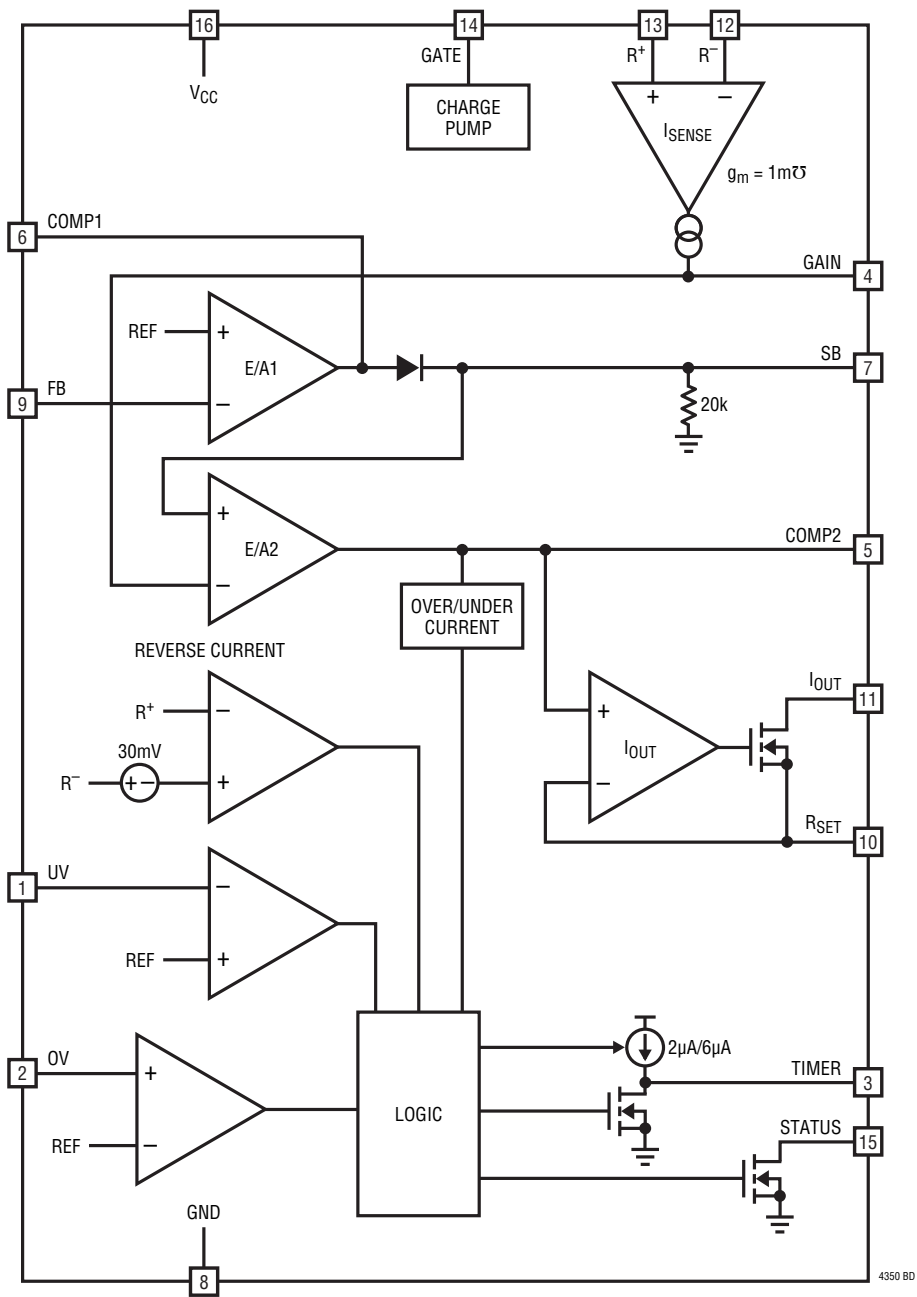 16
14
13
12
GATE
R+
R–
VCC
CHARGE
PUMP
+
–
ISENSE
gm = 1m℧
6
COMP1
GAIN
4
REF
+
E/A1
SB
7
9
FB
–
20k
+
E/A2
COMP2
5
–
OVER/UNDER
CURRENT
REVERSE CURRENT
R+
–
+
IOUT
11
30mV
IOUT
R–
+–
+
–
RSET
10
1
UV
–
REF
+
2
OV
+
2µA/6µA
TIMER
3
LOGIC
REF
–
STATUS
15
GND
8
4350 BD